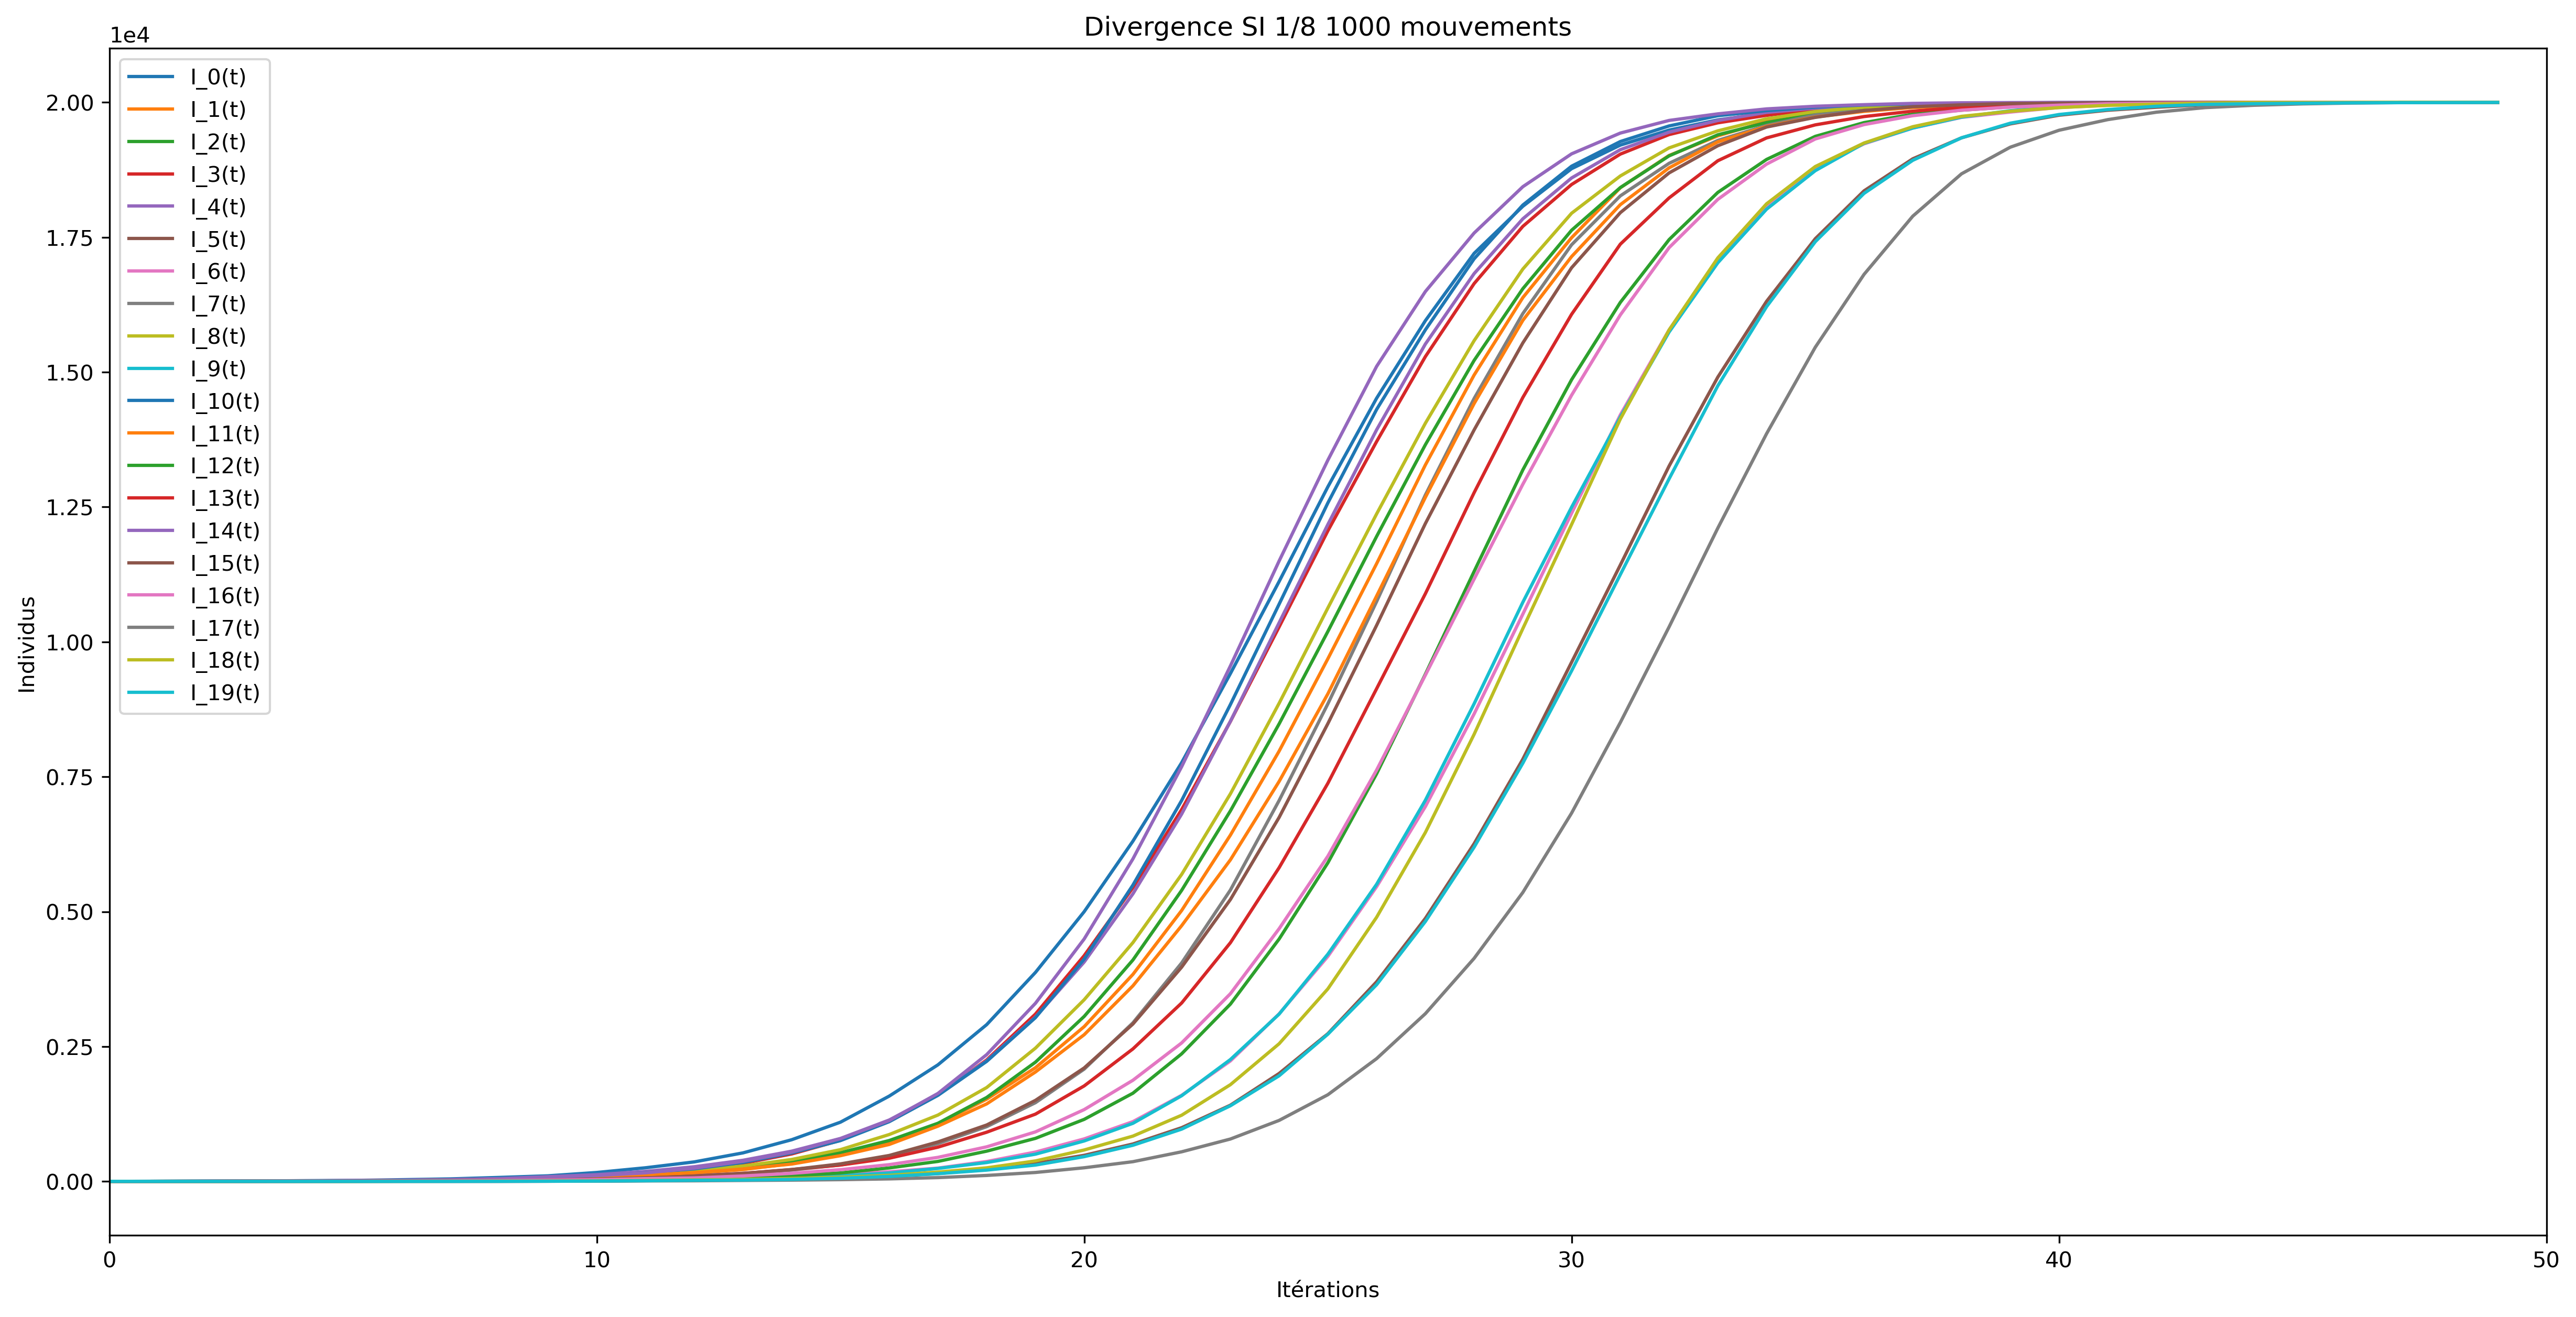 Divergence SI 1/8 1000 mouvements
1e4
2.00
1.75
1.50
1.25
1.00
0.75
0.50
0.25
0.00
Individus
I_0(t)
I_1(t)
I_2(t)
I_3(t)
I_4(t)
I_5(t)
I_6(t)
I_7(t)
I_8(t)
I_9(t)
I_10(t)
I_11(t)
I_12(t)
I_13(t)
I_14(t)
I_15(t)
I_16(t)
I_17(t)
I_18(t)
I_19(t)
0 10 20 30 40 50
Itérations